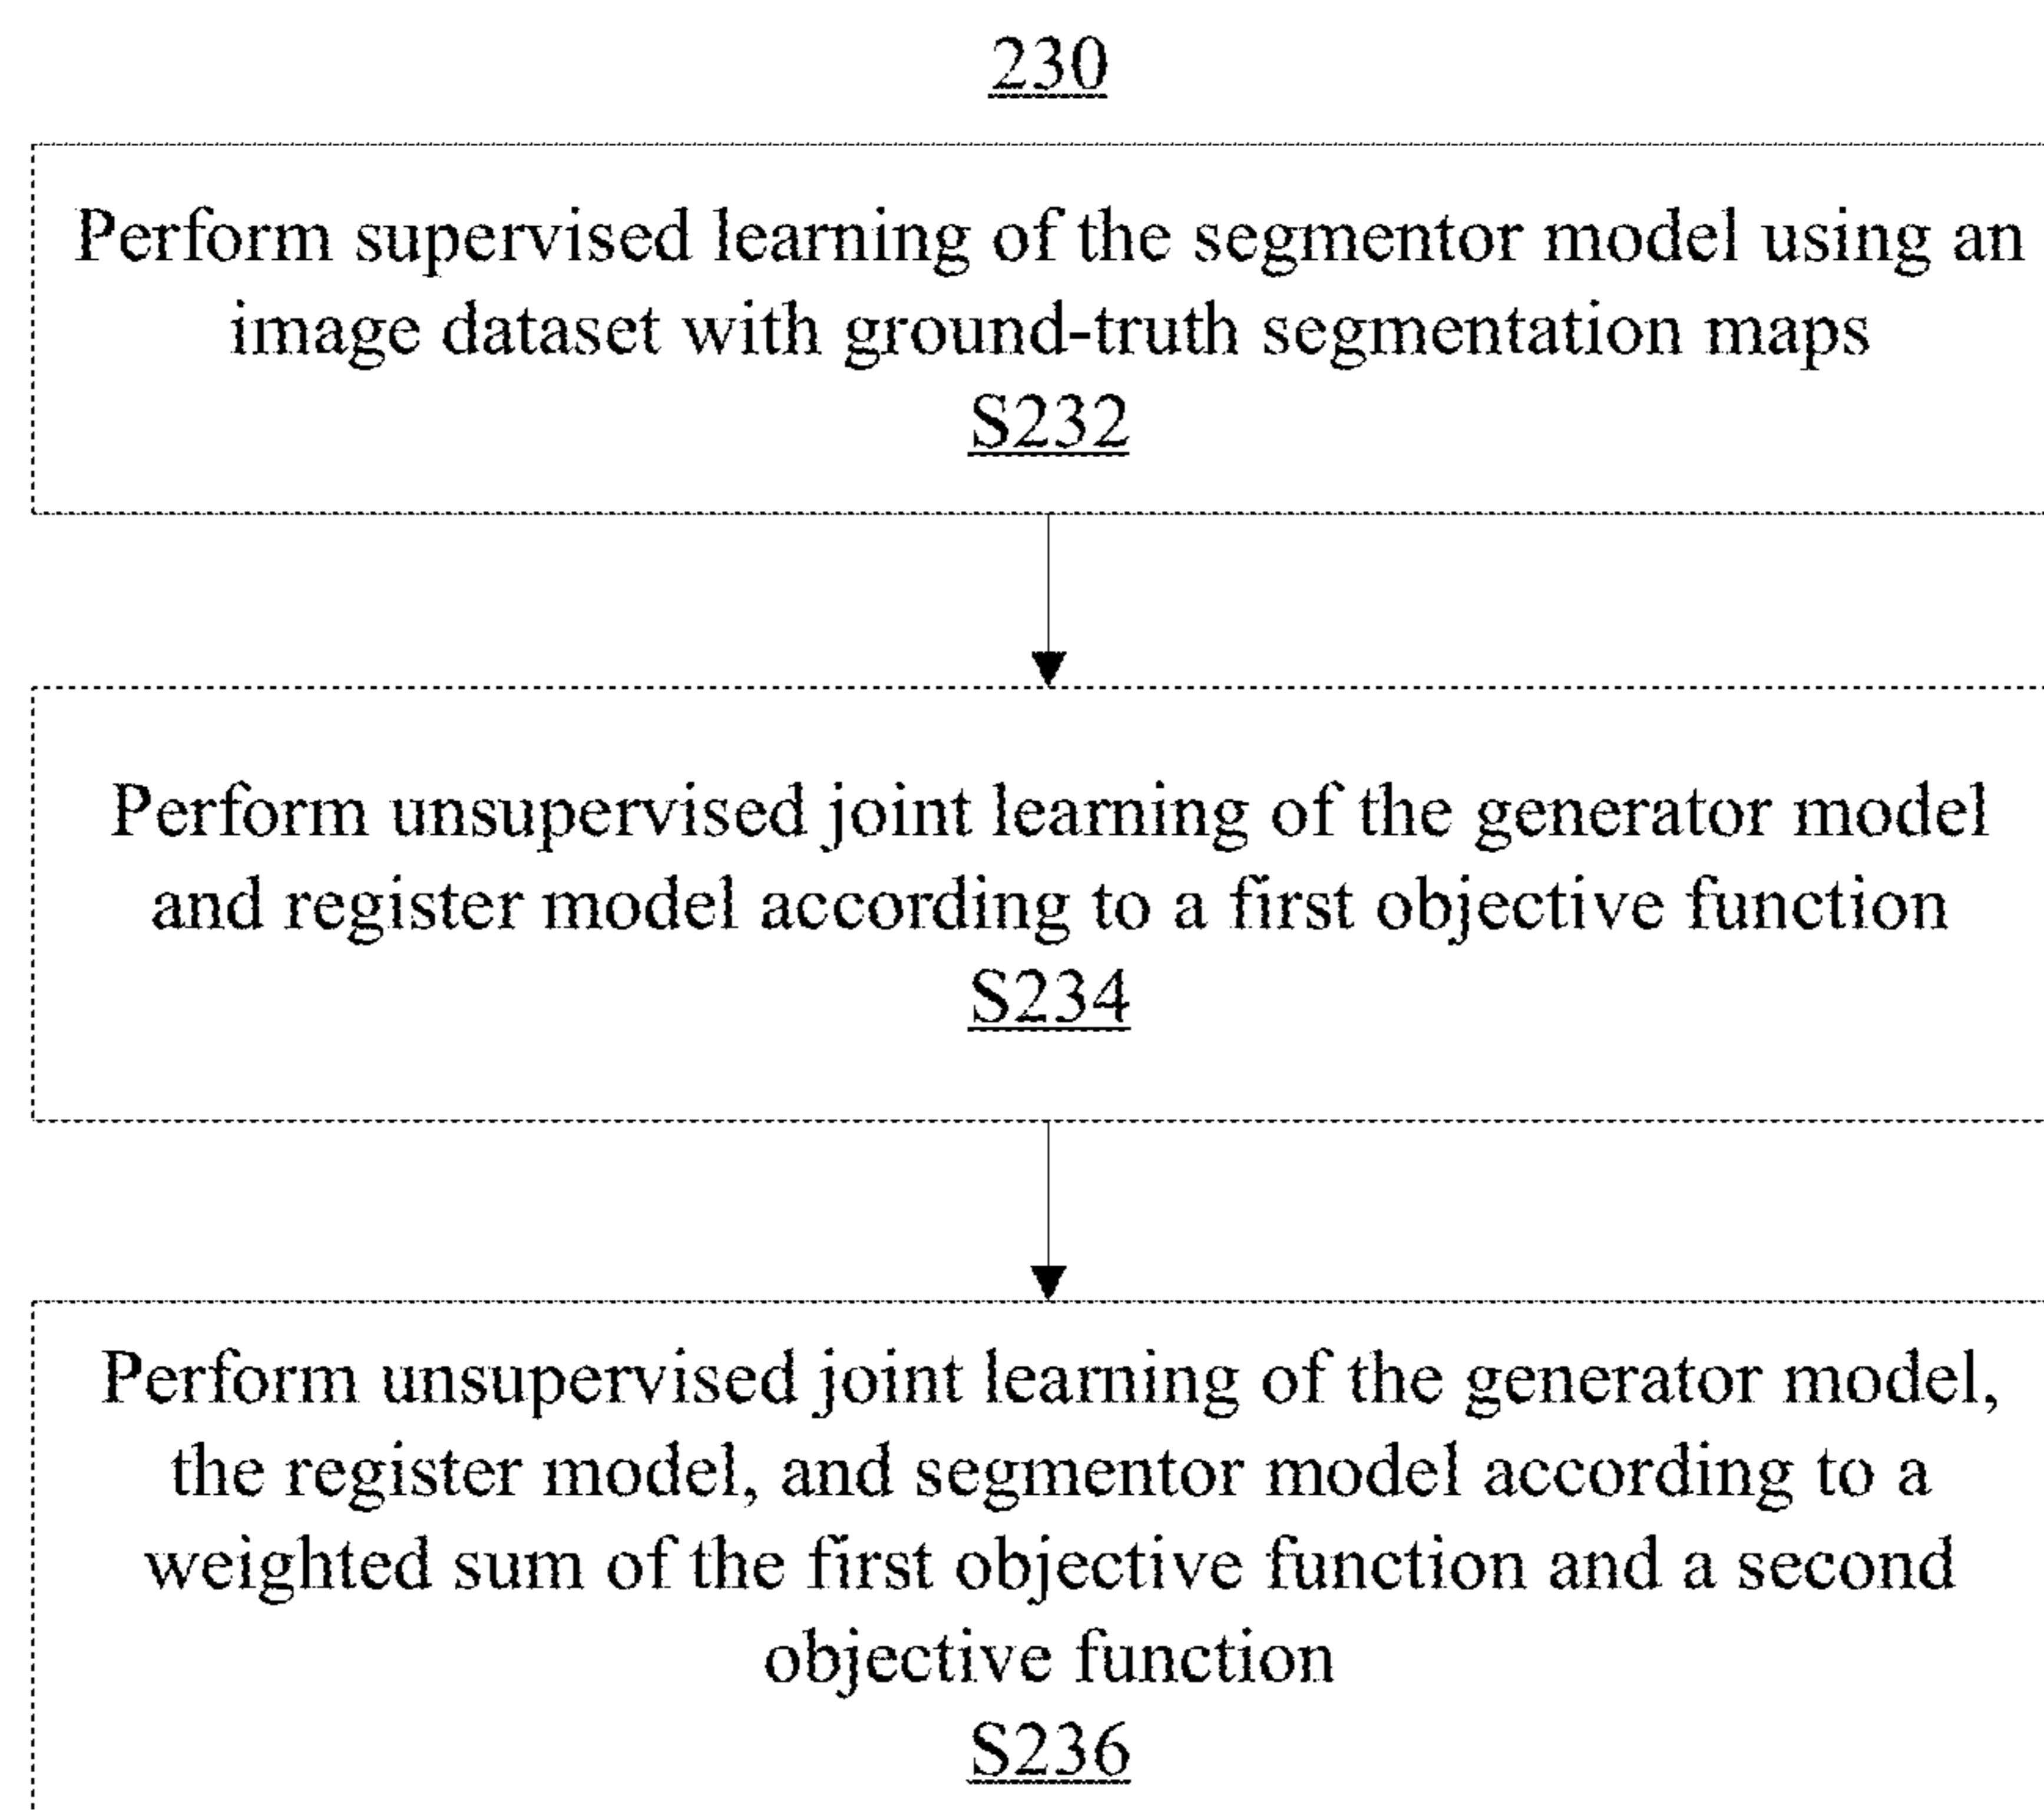 230
Perform supervised learning of the segmentor model using an
image dataset with ground-truth segmentation maps
S232
Perform unsupervised joint learning of the generator model
and register model according to a first objective function
S234
Perform unsupervised joint learning of the generator model,
the register model, and segmentor model according to a
weighted sum of the first objective function and a second
objective function
S236